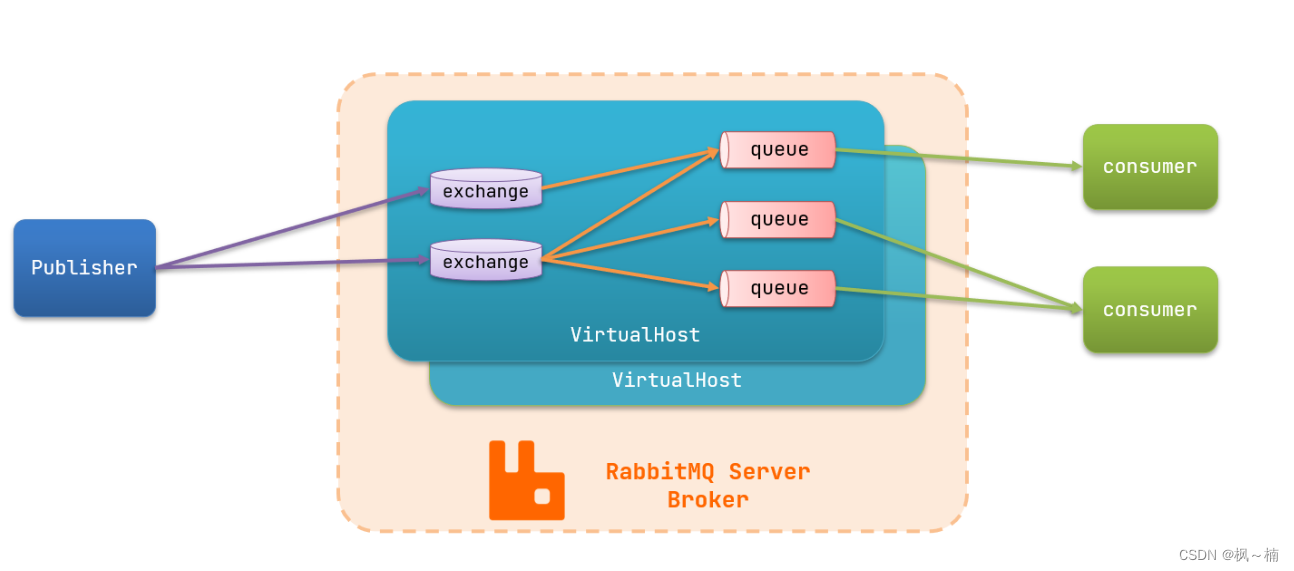 Publisher
exchange
exchange
queue
queue
queue
VirtualHost
VirtualHost
RabbitMQ Server
Broker
consumer
consumer
CSDN @枫～楠